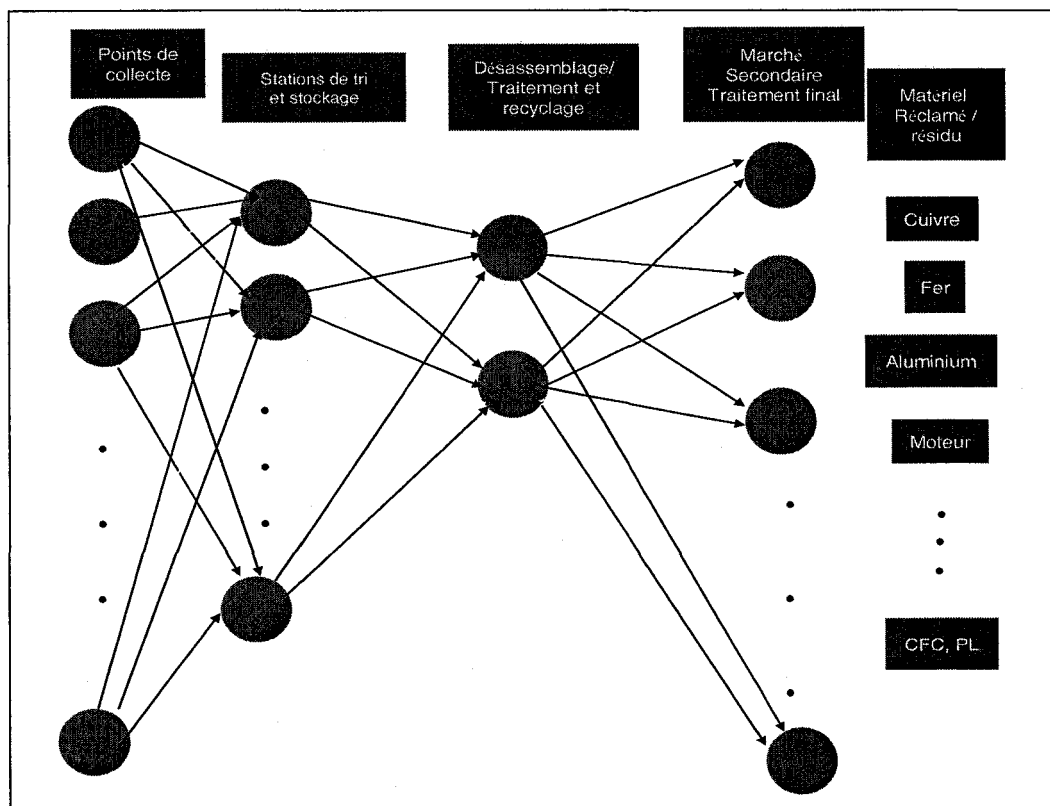 Points de
collecte
Stations de tri
et stockage
Désassemblage/
Traitement et
recyclage
Marché
Secondaire
Traitement final
Matériel
Réclamé /
résidu
Cuivre
Fer
Aluminium
Moteur
CFC, PL